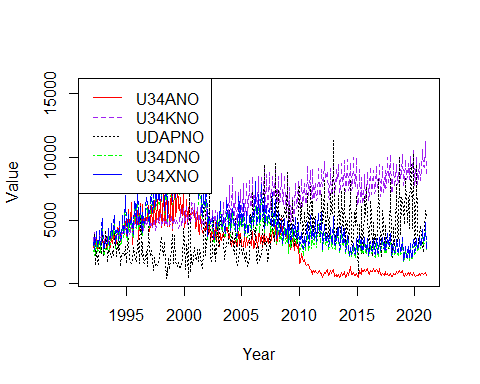 15000
10000
5000
0
Value
U34ANO
U34KNO
UDAPNO
U34DNO
U34XNO
1995 2000 2005 2010 2015 2020
Year